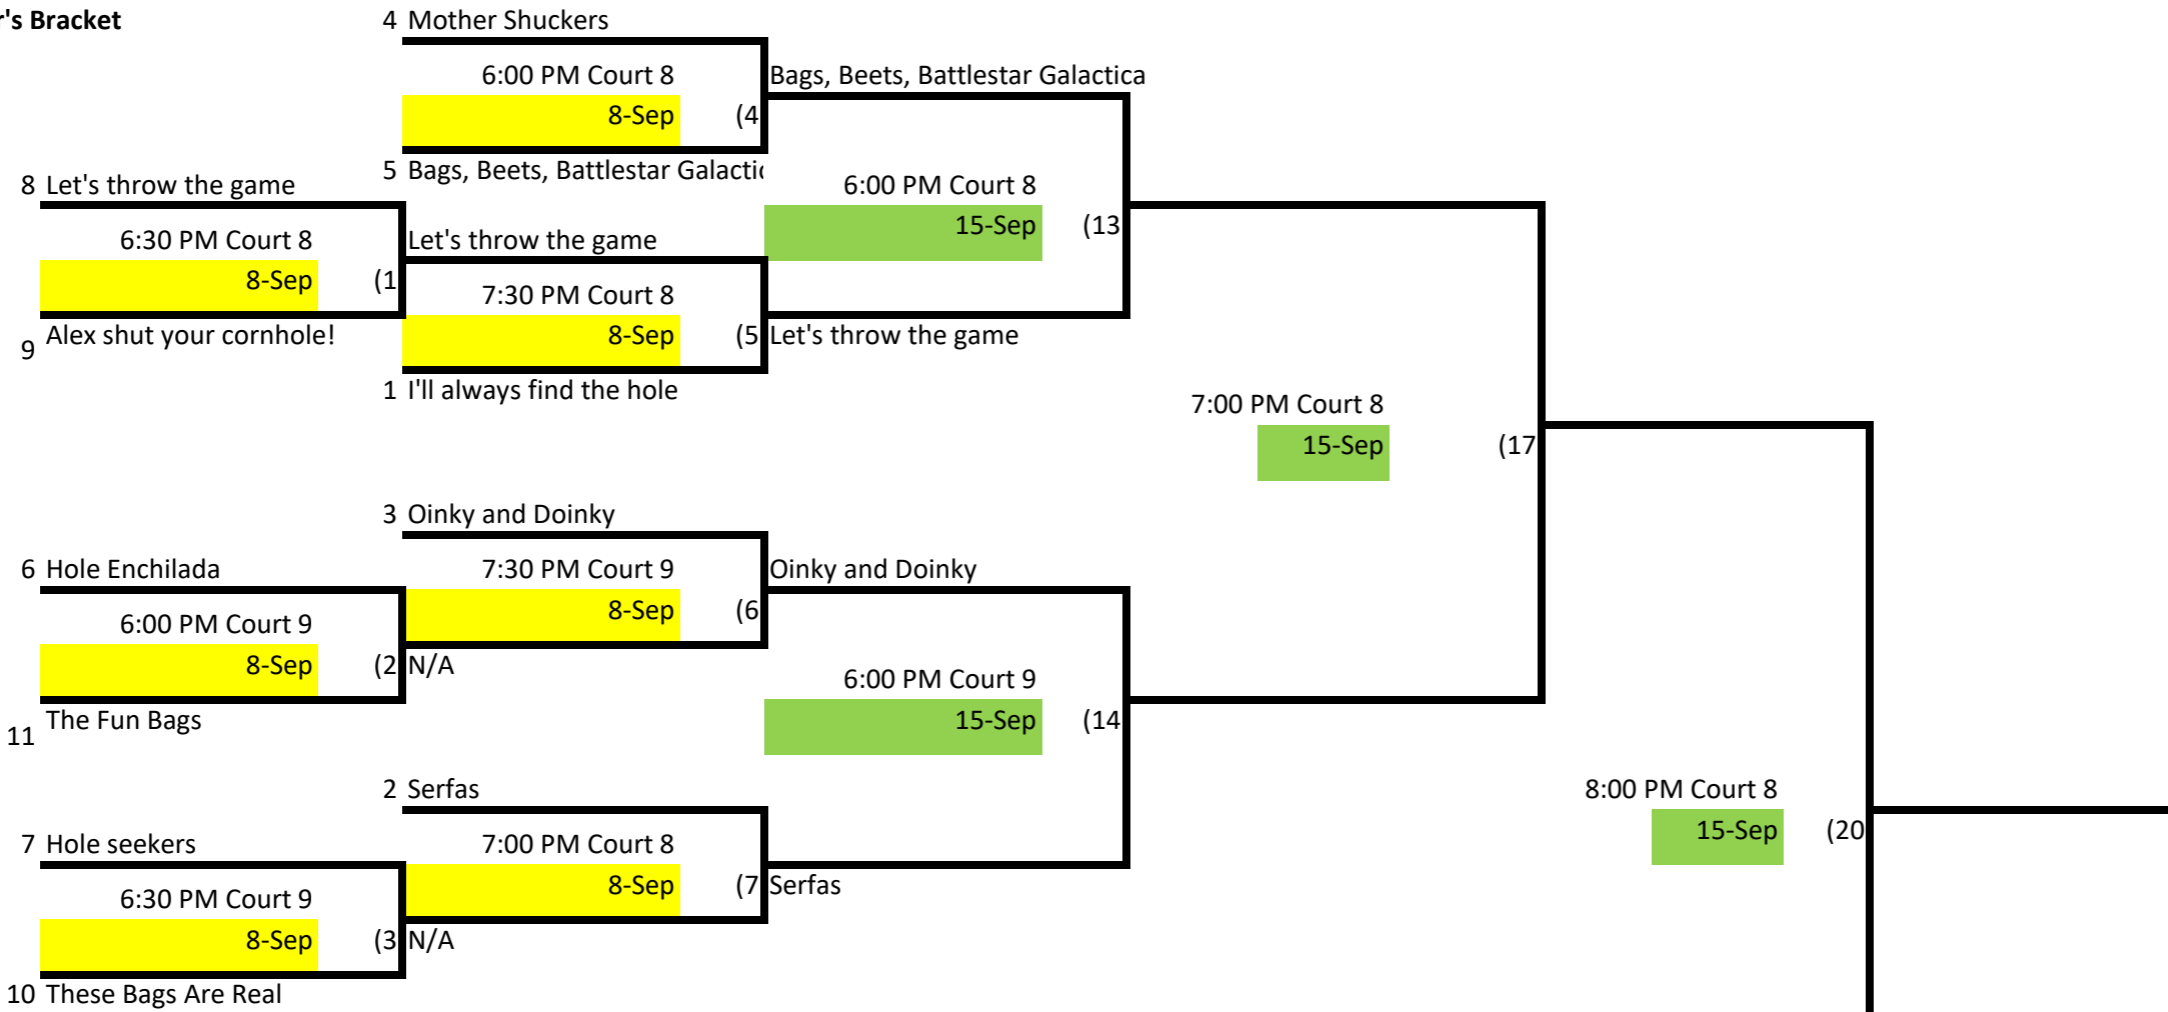 r's Bracket
4 Mother Shuckers
6:00 PM Court 8
Bags, Beets, Battlestar Galactica
8-Sep (4
5 Bags, Beets, Battlestar Galactic
8 Let's throw the game
6:00 PM Court 8
15-Sep (13
6:30 PM Court 8
Let's throw the game
8-Sep (1
7:30 PM Court 8
9 Alex shut your cornhole!
8-Sep (5
Let's throw the game
1 I'll always find the hole
7:00 PM Court 8
15-Sep (17
3 Oinky and Doinky
6 Hole Enchilada
7:30 PM Court 9
Oinky and Doinky
8-Sep (6
6:00 PM Court 9
8-Sep (2
N/A
6:00 PM Court 9
15-Sep (14
11 The Fun Bags
2 Serfas
8:00 PM Court 8
15-Sep (20
7 Hole seekers
7:00 PM Court 8
8-Sep (7
Serfas
6:30 PM Court 9
8-Sep (3
N/A
10 These Bags Are Real